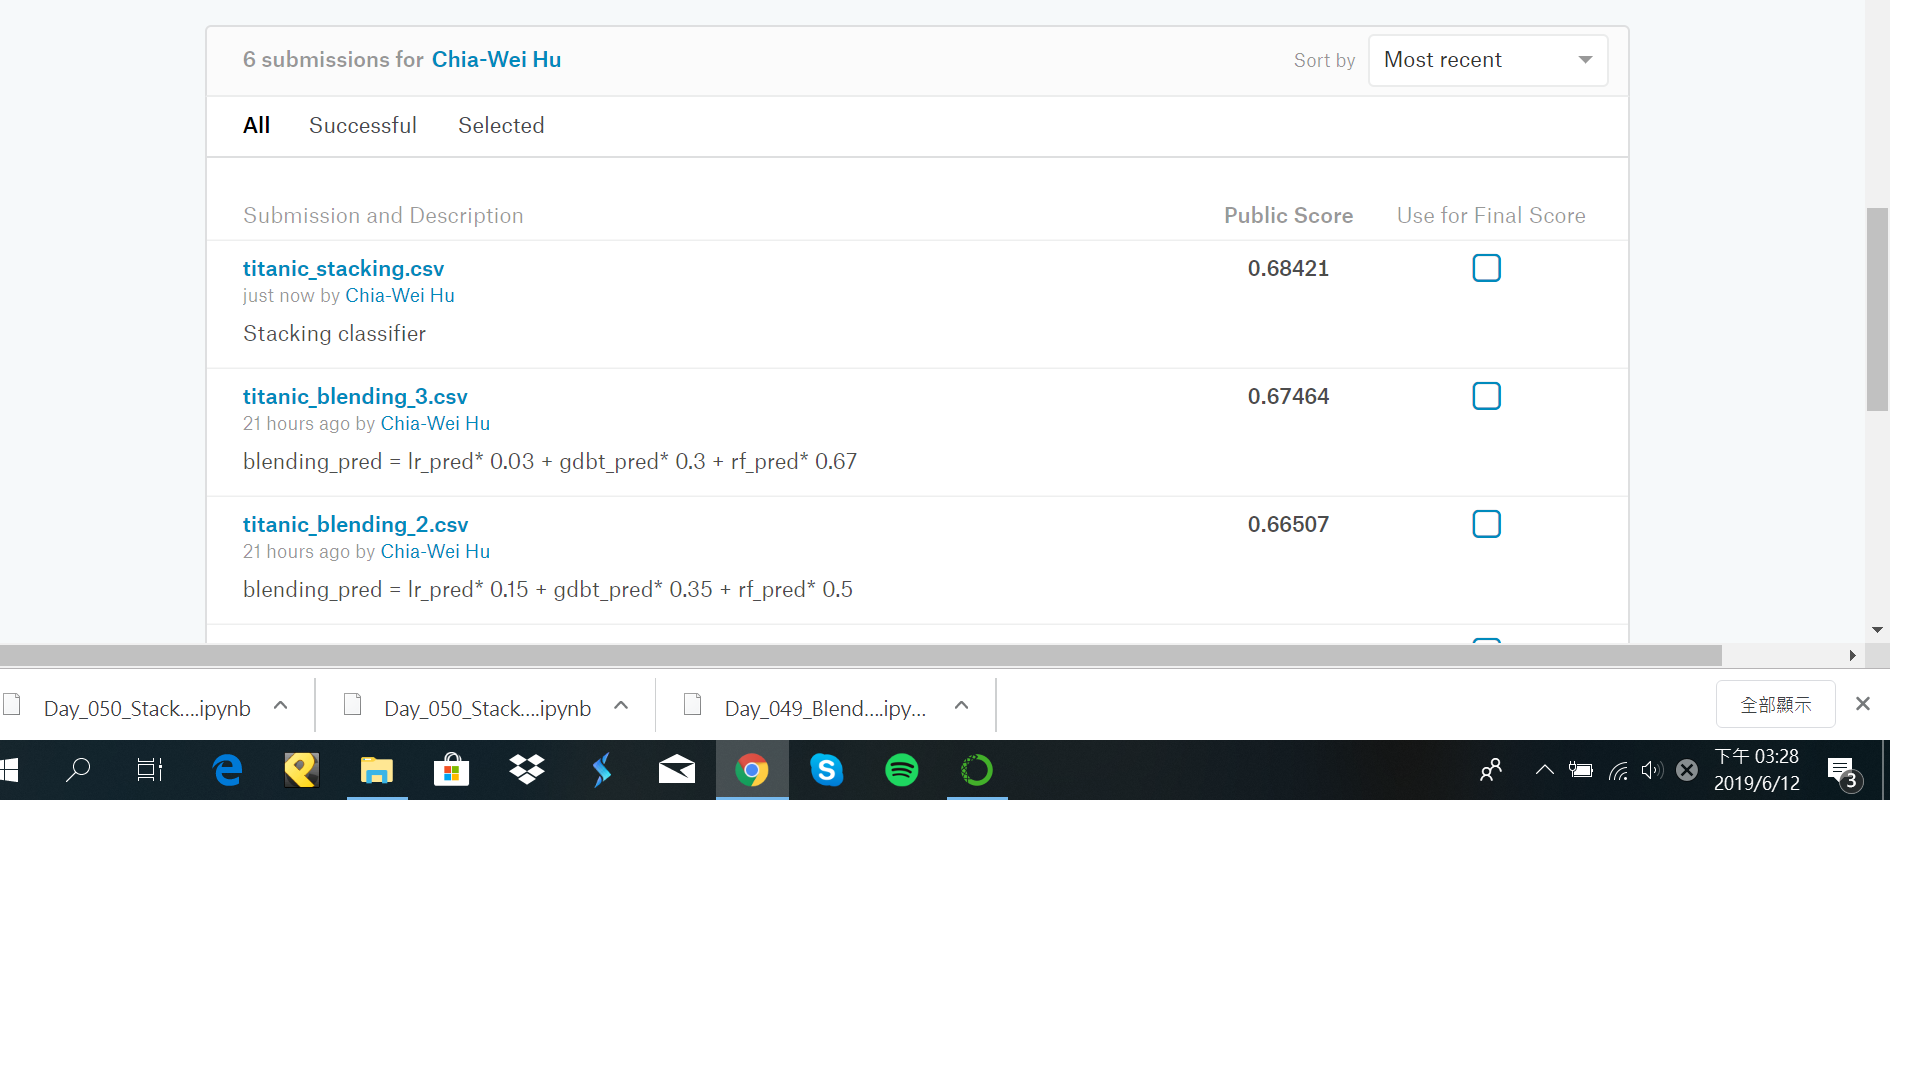 6 submissions for Chia-Wei Hu
Sort by Most recent
All Successful Selected
Submission and Description Public Score Use for Final Score
titanic_stacking.csv 0.68421
just now by Chia-Wei Hu
Stacking classifier
titanic_blending_3.csv 0.67464
21 hours ago by Chia-Wei Hu
blending_pred = lr_pred* 0.03 + gdbt_pred* 0.3 + rf_pred* 0.67
titanic_blending_2.csv 0.66507
21 hours ago by Chia-Wei Hu
blending_pred = lr_pred* 0.15 + gdbt_pred* 0.35 + rf_pred* 0.5
Day_050_Stack....ipynb Day_050_Stack....ipynb Day_049_Blend....ipy... 全部顯示
下午 03:28
2019/6/12
3